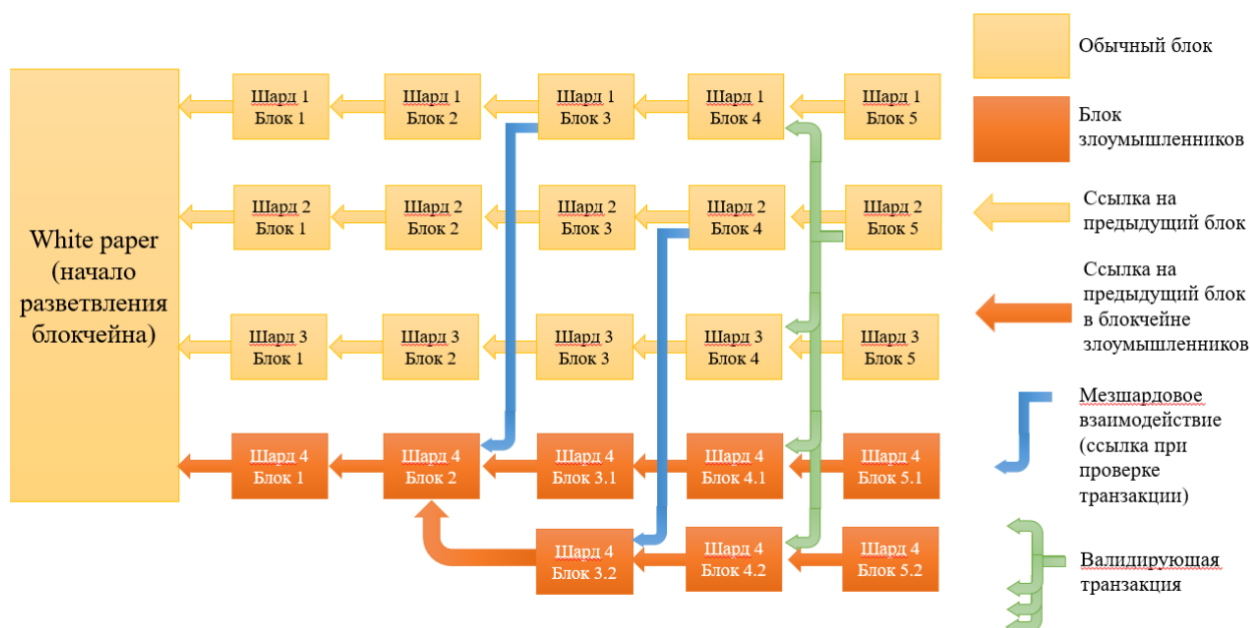 White paper
(начало
разветвления
блокчейна)
Шард 1
Блок 1
Шард 1
Блок 2
Шард 1
Блок 3
Шард 1
Блок 4
Шард 1
Блок 5
Шард 2
Блок 1
Шард 2
Блок 2
Шард 2
Блок 3
Шард 2
Блок 4
Шард 2
Блок 5
Шард 3
Блок 1
Шард 3
Блок 2
Шард 3
Блок 3
Шард 3
Блок 4
Шард 3
Блок 5
Шард 4
Блок 1
Шард 4
Блок 2
Шард 4
Блок 3.1
Шард 4
Блок 4.1
Шард 4
Блок 5.1
Шард 4
Блок 3.2
Шард 4
Блок 4.2
Шард 4
Блок 5.2
Обычный блок
Блок
злоумышленников
Ссылка на
предыдущий блок
Ссылка на
предыдущий блок
в блокчейне
злоумышленников
Мезшардовое
взаимодействие
(ссылка при
проверке
транзакции)
Валидирующая
транзакция